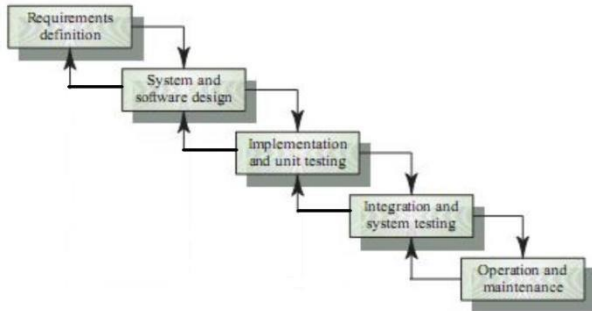 Requirements
definition
System and
software design
Implementation
and unit testing
Integration and
system testing
Operation and
maintenance